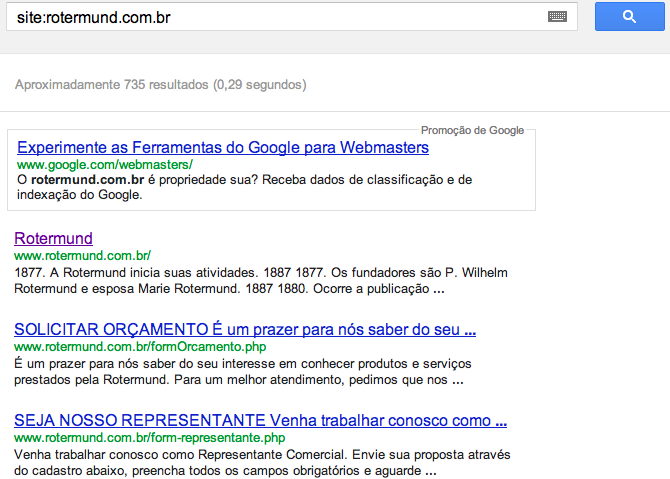 site:rotermund.com.br
Aproximadamente 735 resultados (0,29 segundos)
Promoção de Google
Experimente as Ferramentas do Google para Webmasters
www.google.com/webmasters/
O rotermund.com.br é propriedade sua? Receba dados de classificação e de
indexação do Google.
Rotermund
www.rotermund.com.br/
1877. A Rotermund inicia suas atividades. 1887 1877. Os fundadores são P. Wilhelm
Rotermund e esposa Marie Rotermund. 1887 1880. Ocorre a publicação ...
SOLICITAR ORÇAMENTO É um prazer para nós saber do seu ...
www.rotermund.com.br/formOrcamento.php
É um prazer para nós saber do seu interesse em conhecer produtos e serviços
prestados pela Rotermund. Para um melhor atendimento, pedimos que nos ...
SEJA NOSSO REPRESENTANTE Venha trabalhar conosco como ...
www.rotermund.com.br/form-representante.php
Venha trabalhar conosco como Representante Comercial. Envie sua proposta através
do cadastro abaixo, preencha todos os campos obrigatórios e aguarde ...